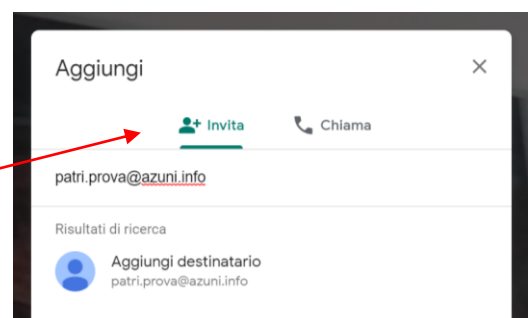 Aggiungi
Invita Chiama
patri.prova@azuni.info
Risultati di ricerca
Aggiungi destinatario
patri.prova@azuni.info